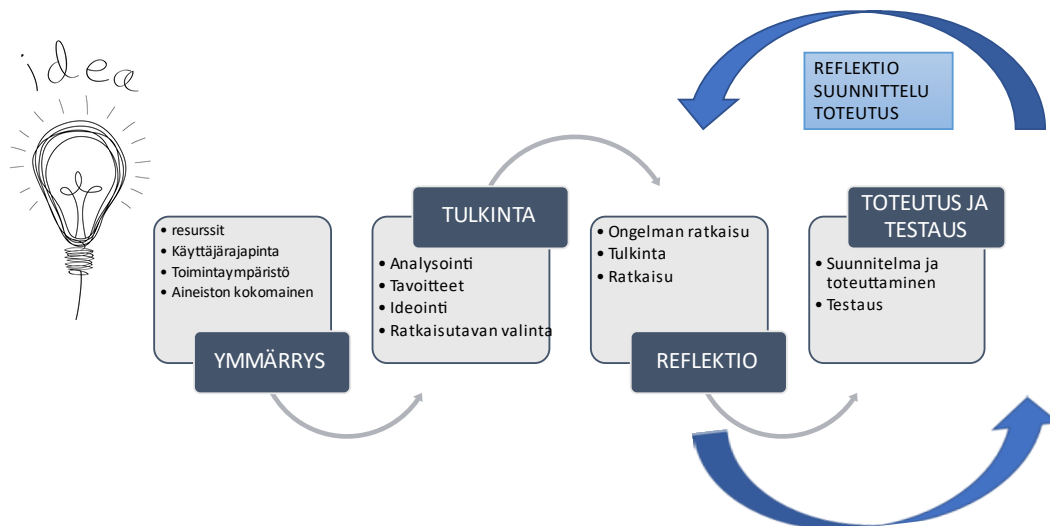 idea
REFLEKTIO
SUUNNITTELU
TOTEUTUS
• resurssit
• Käyttäjärajapinta
• Toimintaympäristö
• Aineiston kokomainen
YMMÄRRYS
TULKINTA
• Analysointi
• Tavoitteet
• Ideointi
• Ratkaisutavan valinta
• Ongelman ratkaisu
• Tulkinta
• Ratkaisu
REFLEKTIO
TOTEUTUS JA
TESTAUS
• Suunnitelma ja
toteuttaminen
• Testaus